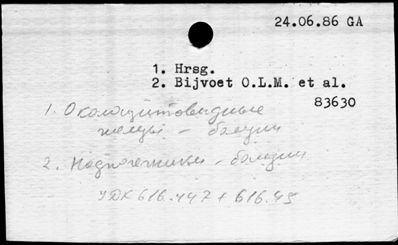 24.06.86 GA
1. Hrsg.
2. Bijvoet O.L.M. et al.
83630
1. Околощитовидные
железы - болезни
2. Надпочечники - болезни
УДК 616.447 + 616.45